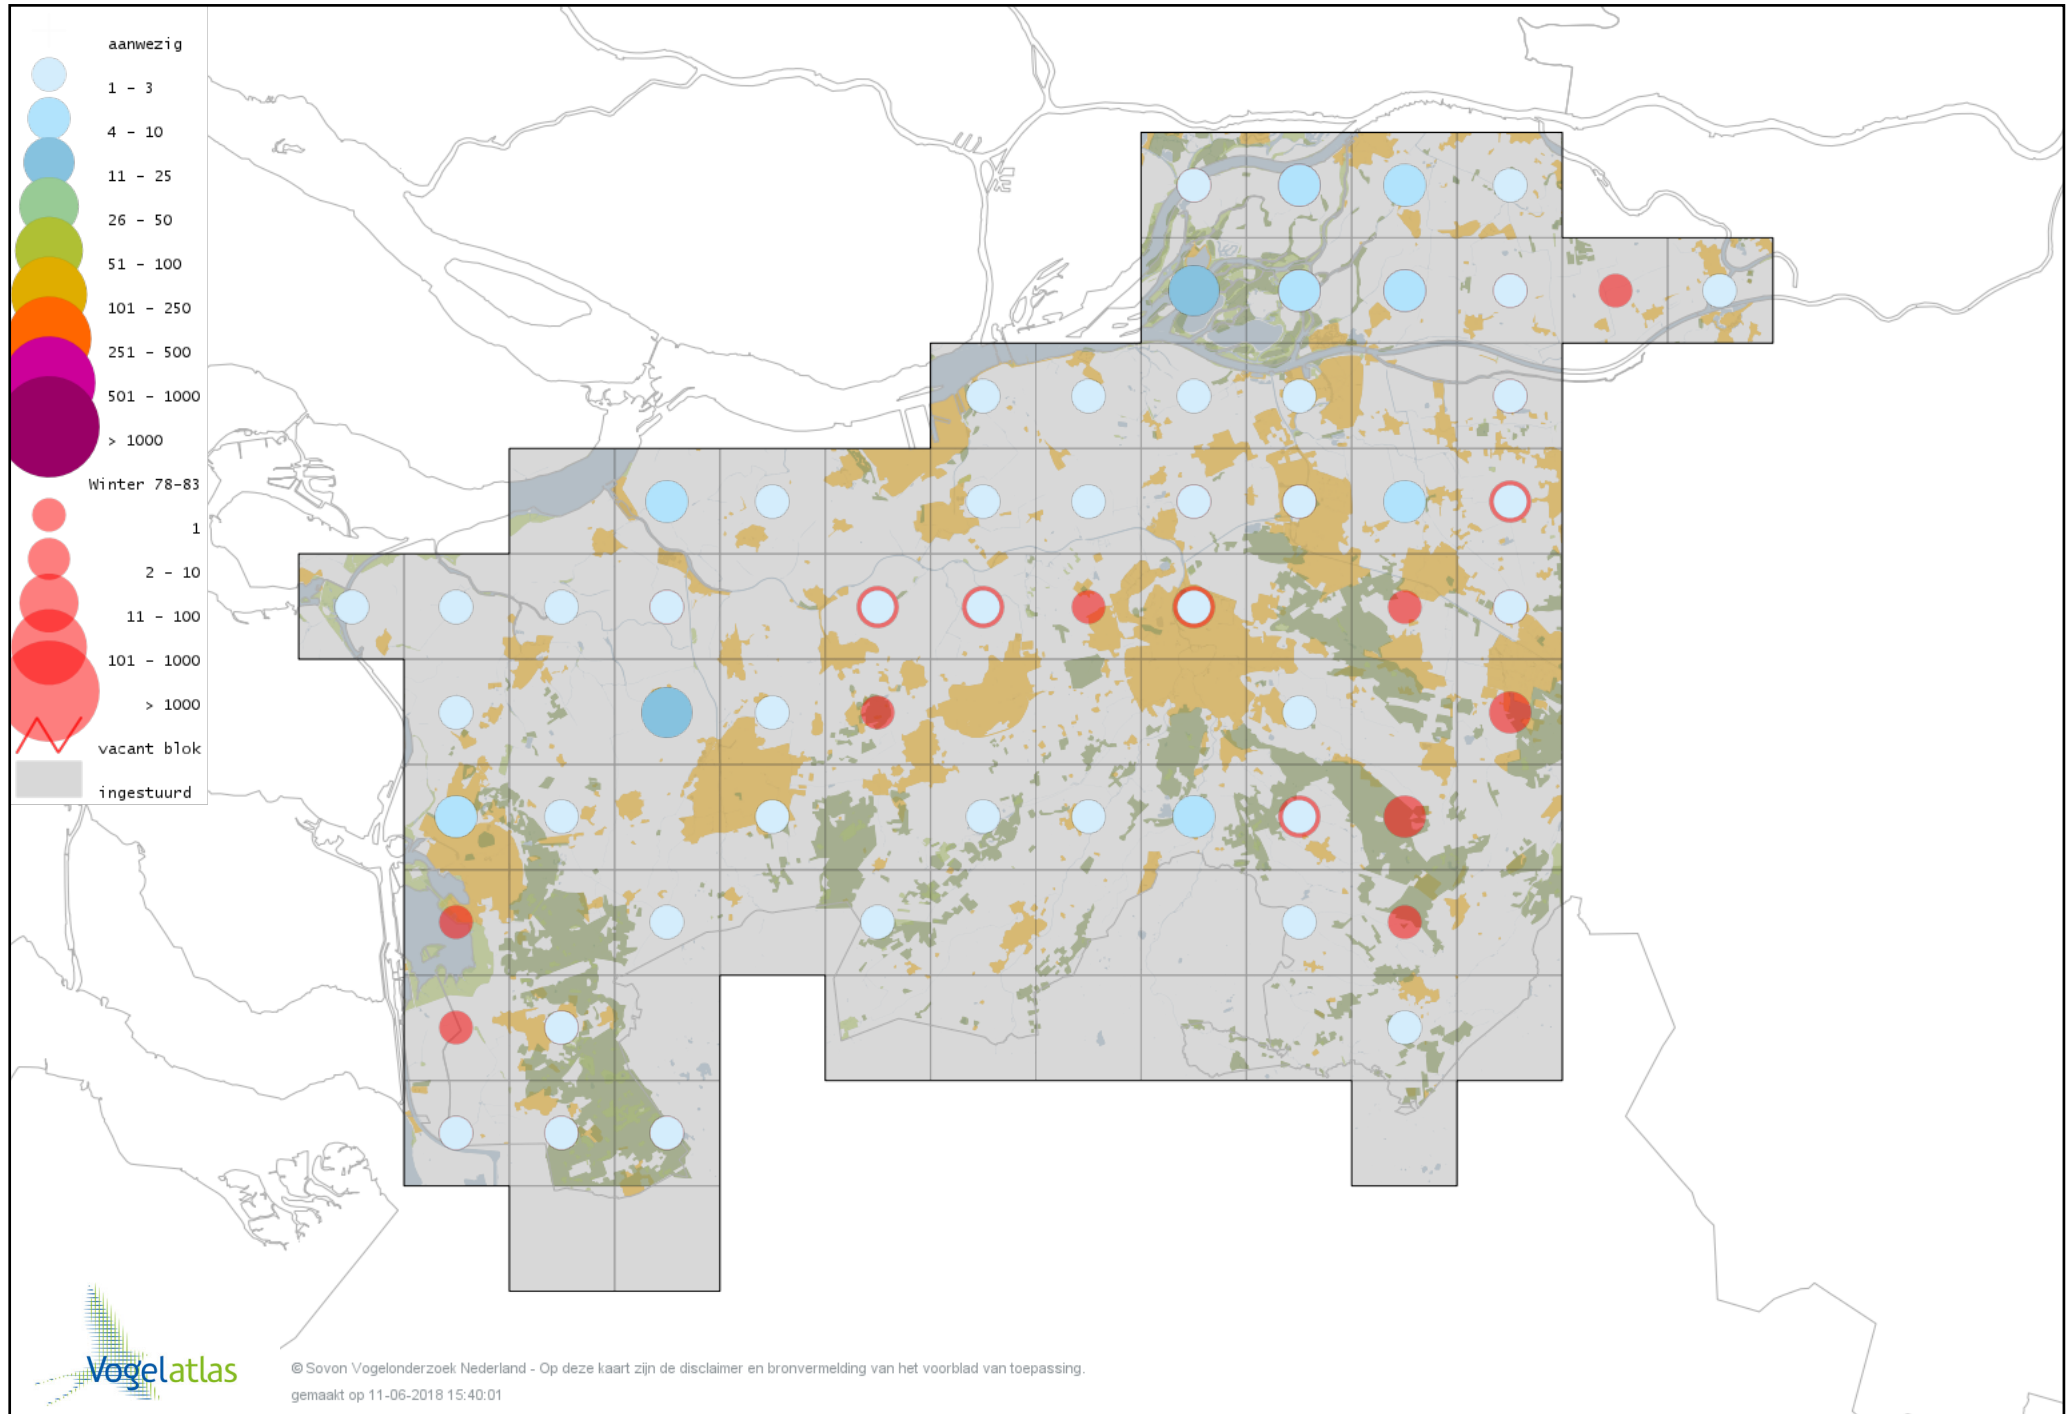 aanwezig
1 - 3
4 - 10
11 - 25
26 - 50
51 - 100
101 - 250
251 - 500
501 - 1000
> 1000
Winter 78-83
1
2 - 10
11 - 100
101 - 1000
> 1000
vacant blok
ingestuurd
Vogelatlas
© Sovon Vogelonderzoek Nederland - Op deze kaart zijn de disclaimer en bronvermelding van het voorblad van toepassing.
gemaakt op 11-06-2018 15:40:01